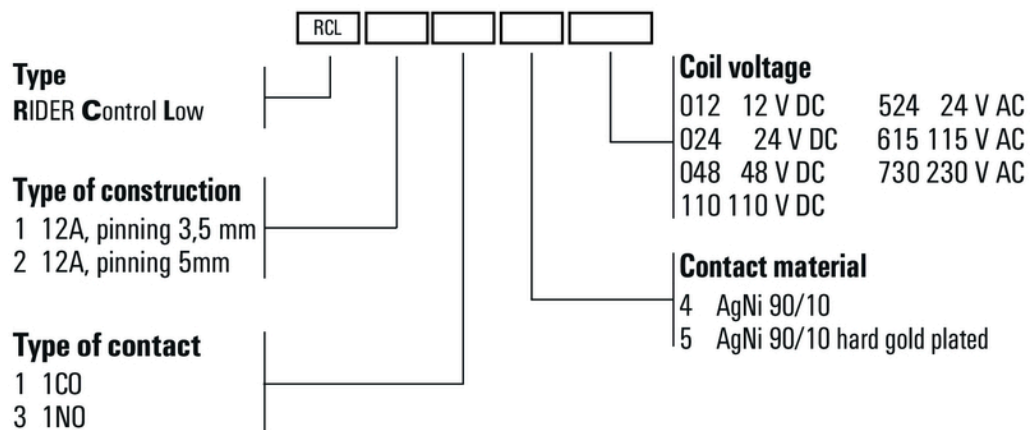 RCL
Type
RIDER Control Low
Type of construction
1 12A, pinning 3,5 mm
2 12A, pinning 5mm
Type of contact
1 1CO
3 1NO
Coil voltage
012 12 V DC 524 24 V AC
024 24 V DC 615 115 V AC
048 48 V DC 730 230 V AC
110 110 V DC
Contact material
4 AgNi 90/10
5 AgNi 90/10 hard gold plated